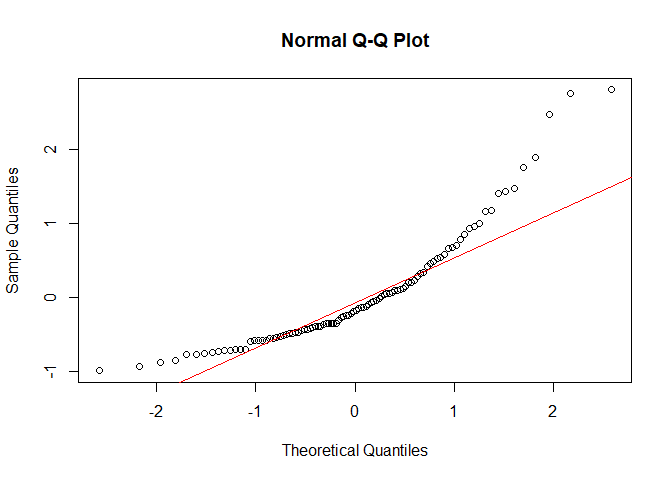 Normal Q-Q Plot
Sample Quantiles
2
1
0
-1
-2 -1 0 1 2
Theoretical Quantiles